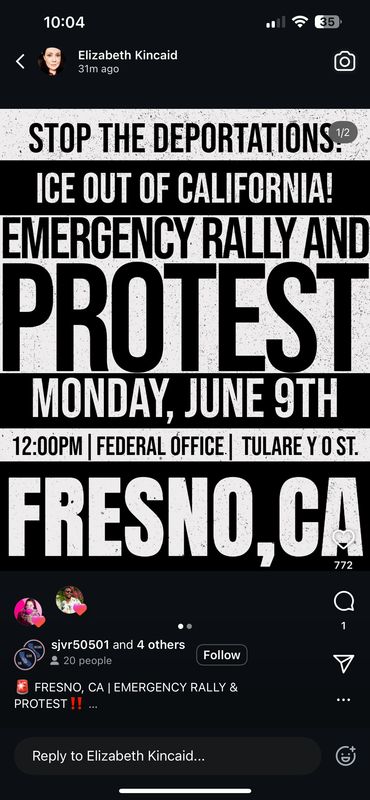 10:04
35
Elizabeth Kincaid
31m ago
1/2
STOP THE DEPORTATIONS!
ICE OUT OF CALIFORNIA!
EMERGENCY RALLY AND
PROTEST
MONDAY, JUNE 9TH
12:00PM | FEDERAL OFFICE | TULARE Y O ST.
FRESNO, CA
772
1
sjvr50501 and 4 others
20 people
Follow
🚨 FRESNO, CA | EMERGENCY RALLY &
PROTEST‼️ ...
Reply to Elizabeth Kincaid...